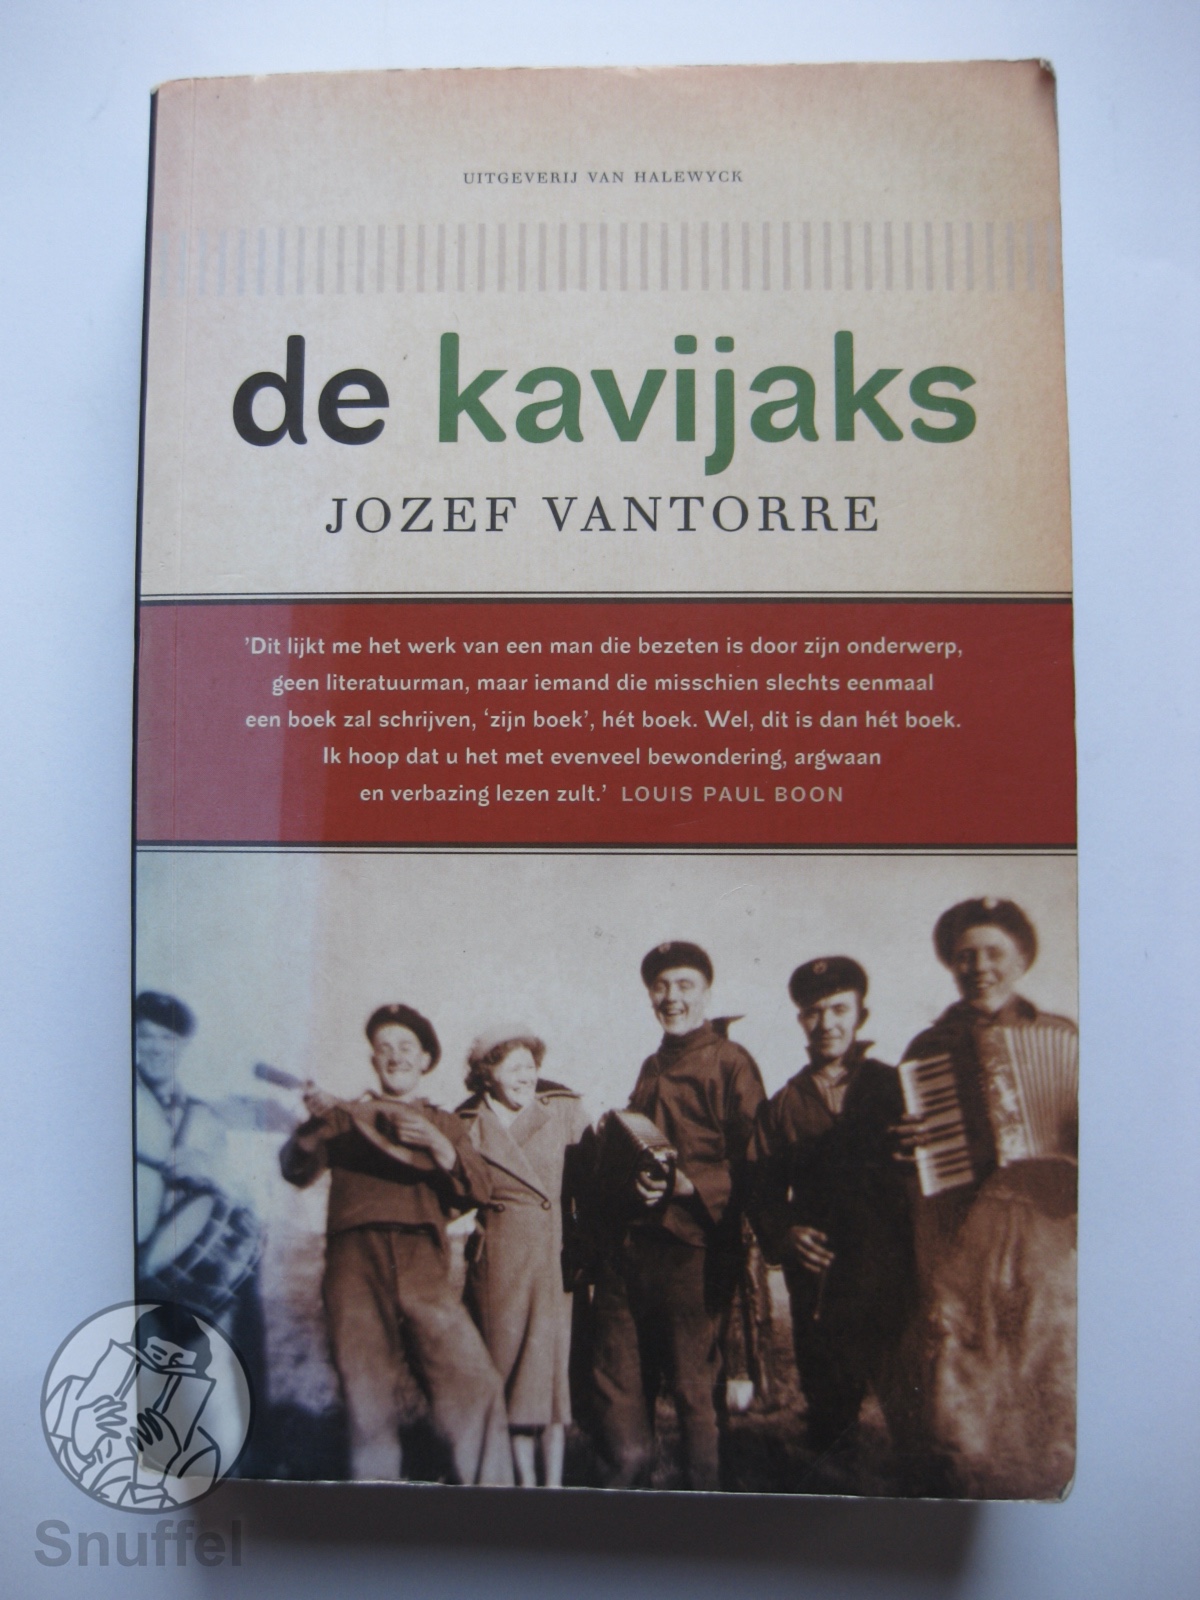 UITGEVERIJ VAN HALEWYCK
de kavijaks
JOZEF VANTORRE
’Dit lijkt me het werk van een man die bezeten is door zijn onderwerp,
geen literatuurman, maar iemand die misschien slechts eenmaal
een boek zal schrijven, ‘zijn boek’, hét boek. Wel, dit is dan hét boek.
Ik hoop dat u het met evenveel bewondering, argwaan
en verbazing lezen zult.’ LOUIS PAUL BOON
Snuffel